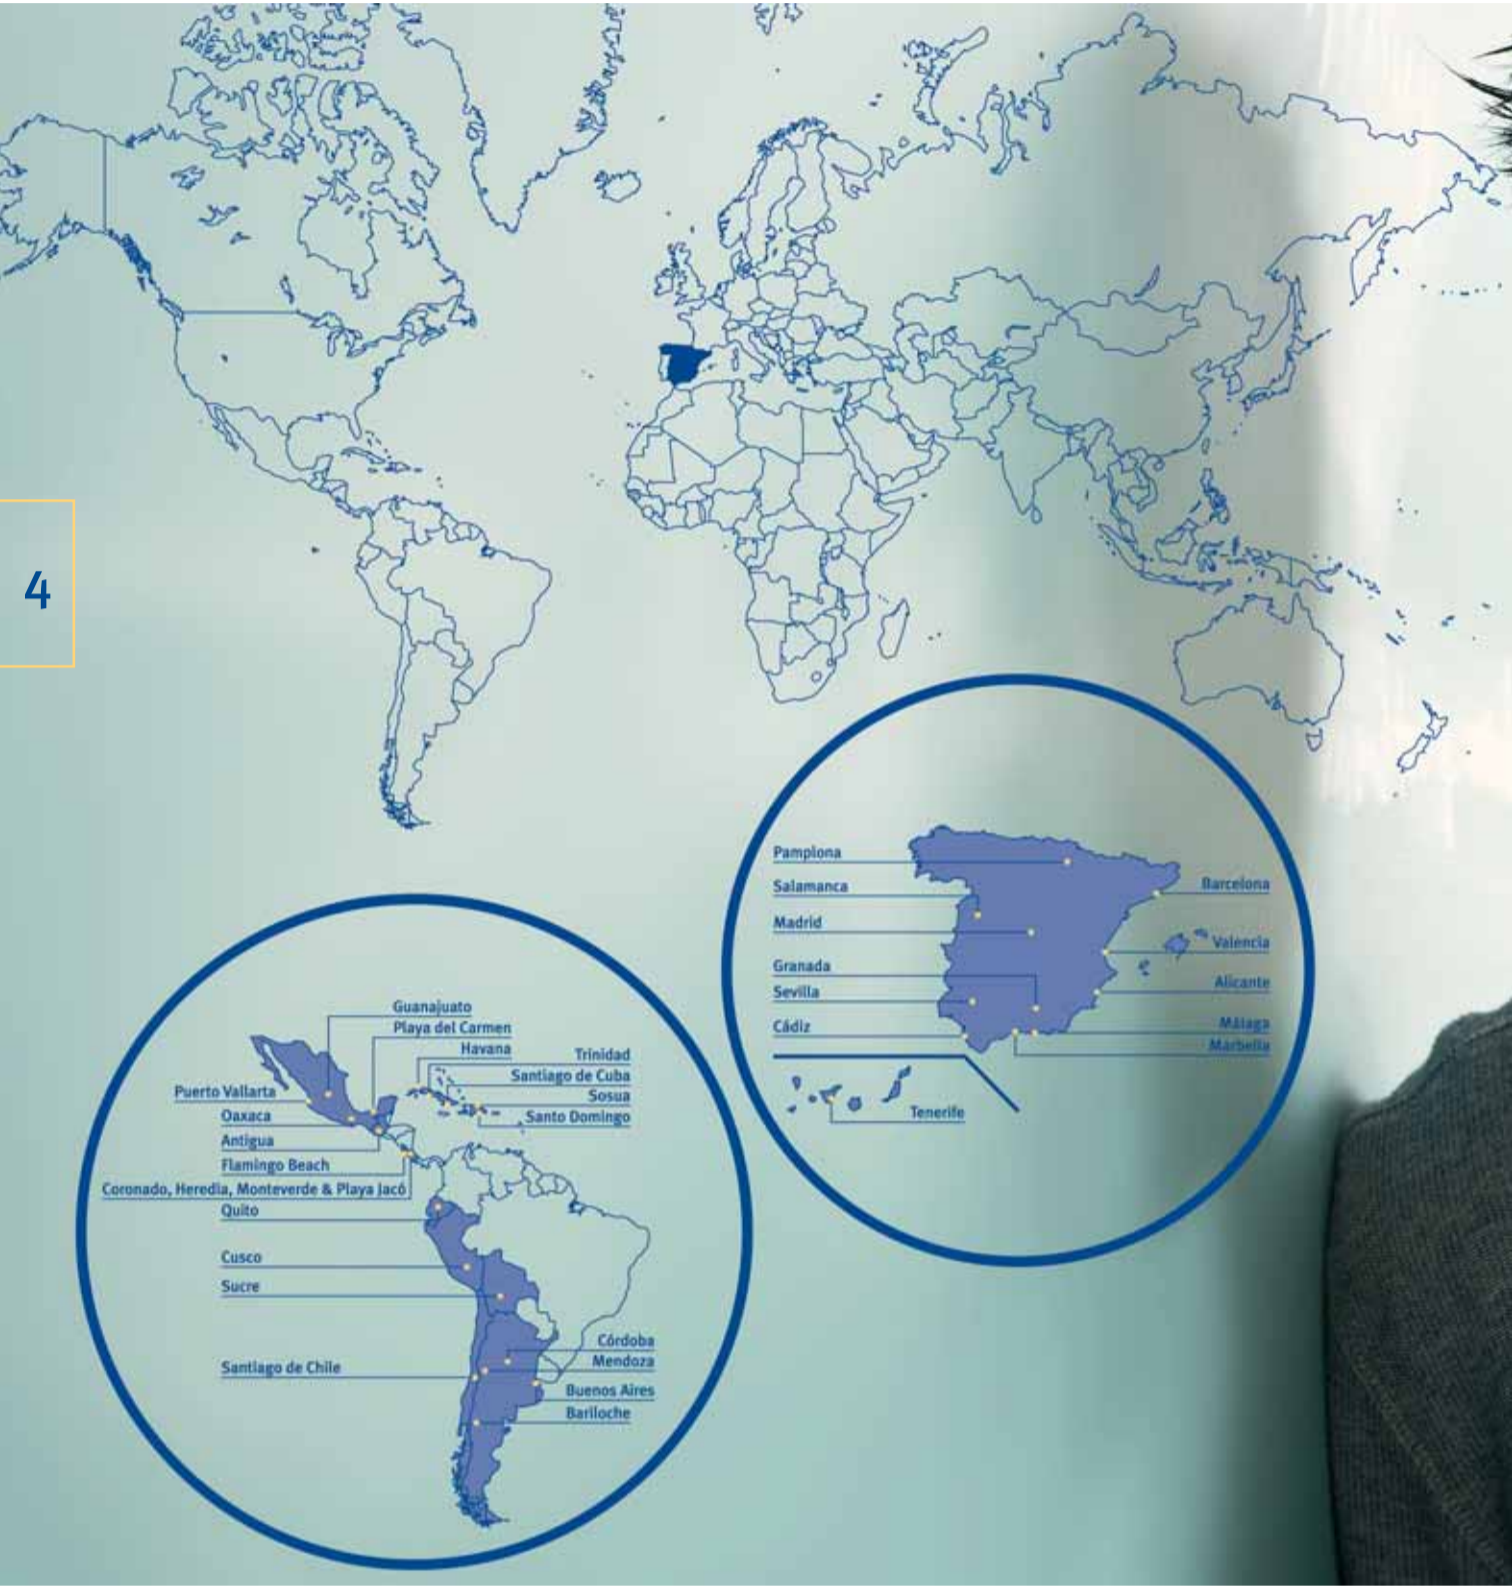 4
Pamplona
Salamanca
Madrid
Granada
Sevilla
Cádiz
Barcelona
Valencia
Alicante
Málaga
Marbella
Tenerife
Guanajuato
Playa del Carmen
Havana
Trinidad
Santiago de Cuba
Sosua
Santo Domingo
Puerto Vallarta
Oaxaca
Antigua
Flamingo Beach
Coronado, Heredia, Monteverde & Playa Jacó
Quito
Cusco
Sucre
Santiago de Chile
Córdoba
Mendoza
Buenos Aires
Bariloche